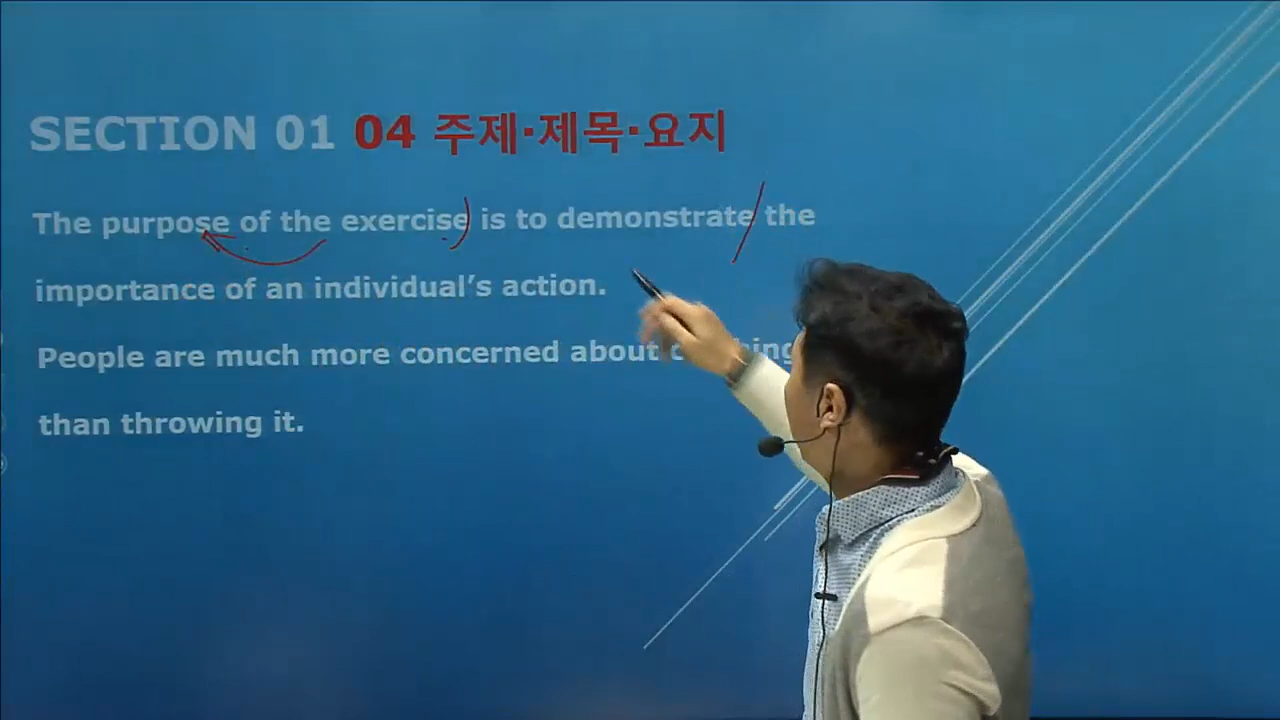 SECTION 01 04 주제·제목·요지
The purpose of the exercise is to demonstrate the
importance of an individual's action.
People are much more concerned about
than throwing it.